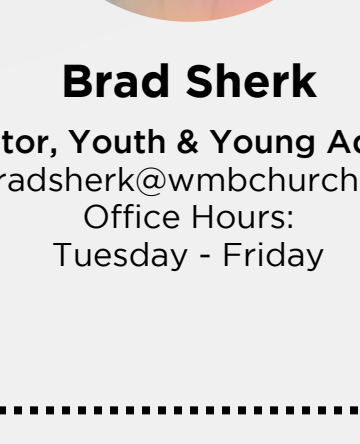 Brad Sherk
tor, Youth & Young Ad
radsherk@wmbchurch
Office Hours:
Tuesday - Friday